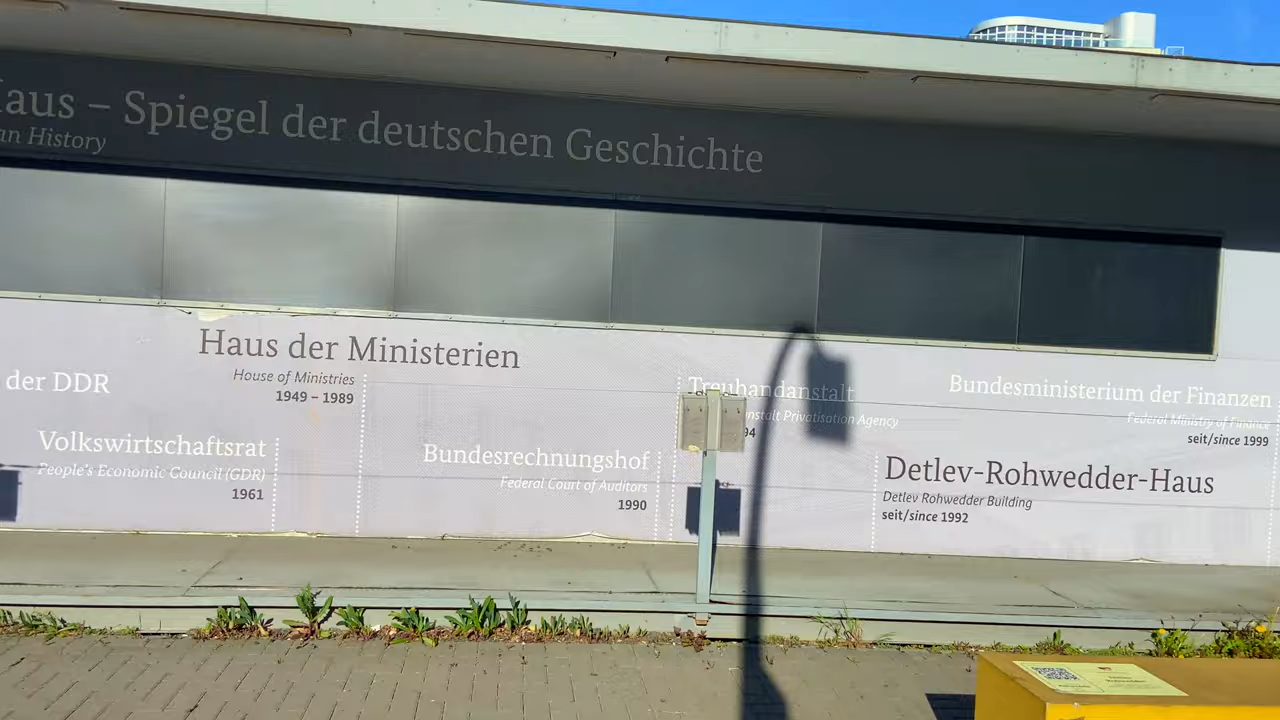 aus – Spiegel der deutschen Geschichte
an History
Haus der Ministerien
House of Ministries
1949 – 1989
der DDR
Volkswirtschaftsrat
People's Economic Council (GDR)
1961
Bundesrechnungshof
Federal Court of Auditors
1990
Treuhandanstalt
anstalt Privatisation Agency
94
Bundesministerium der Finanzen
Federal Ministry of Finance
seit/since 1999
Detlev-Rohwedder-Haus
Detlev Rohwedder Building
seit/since 1992